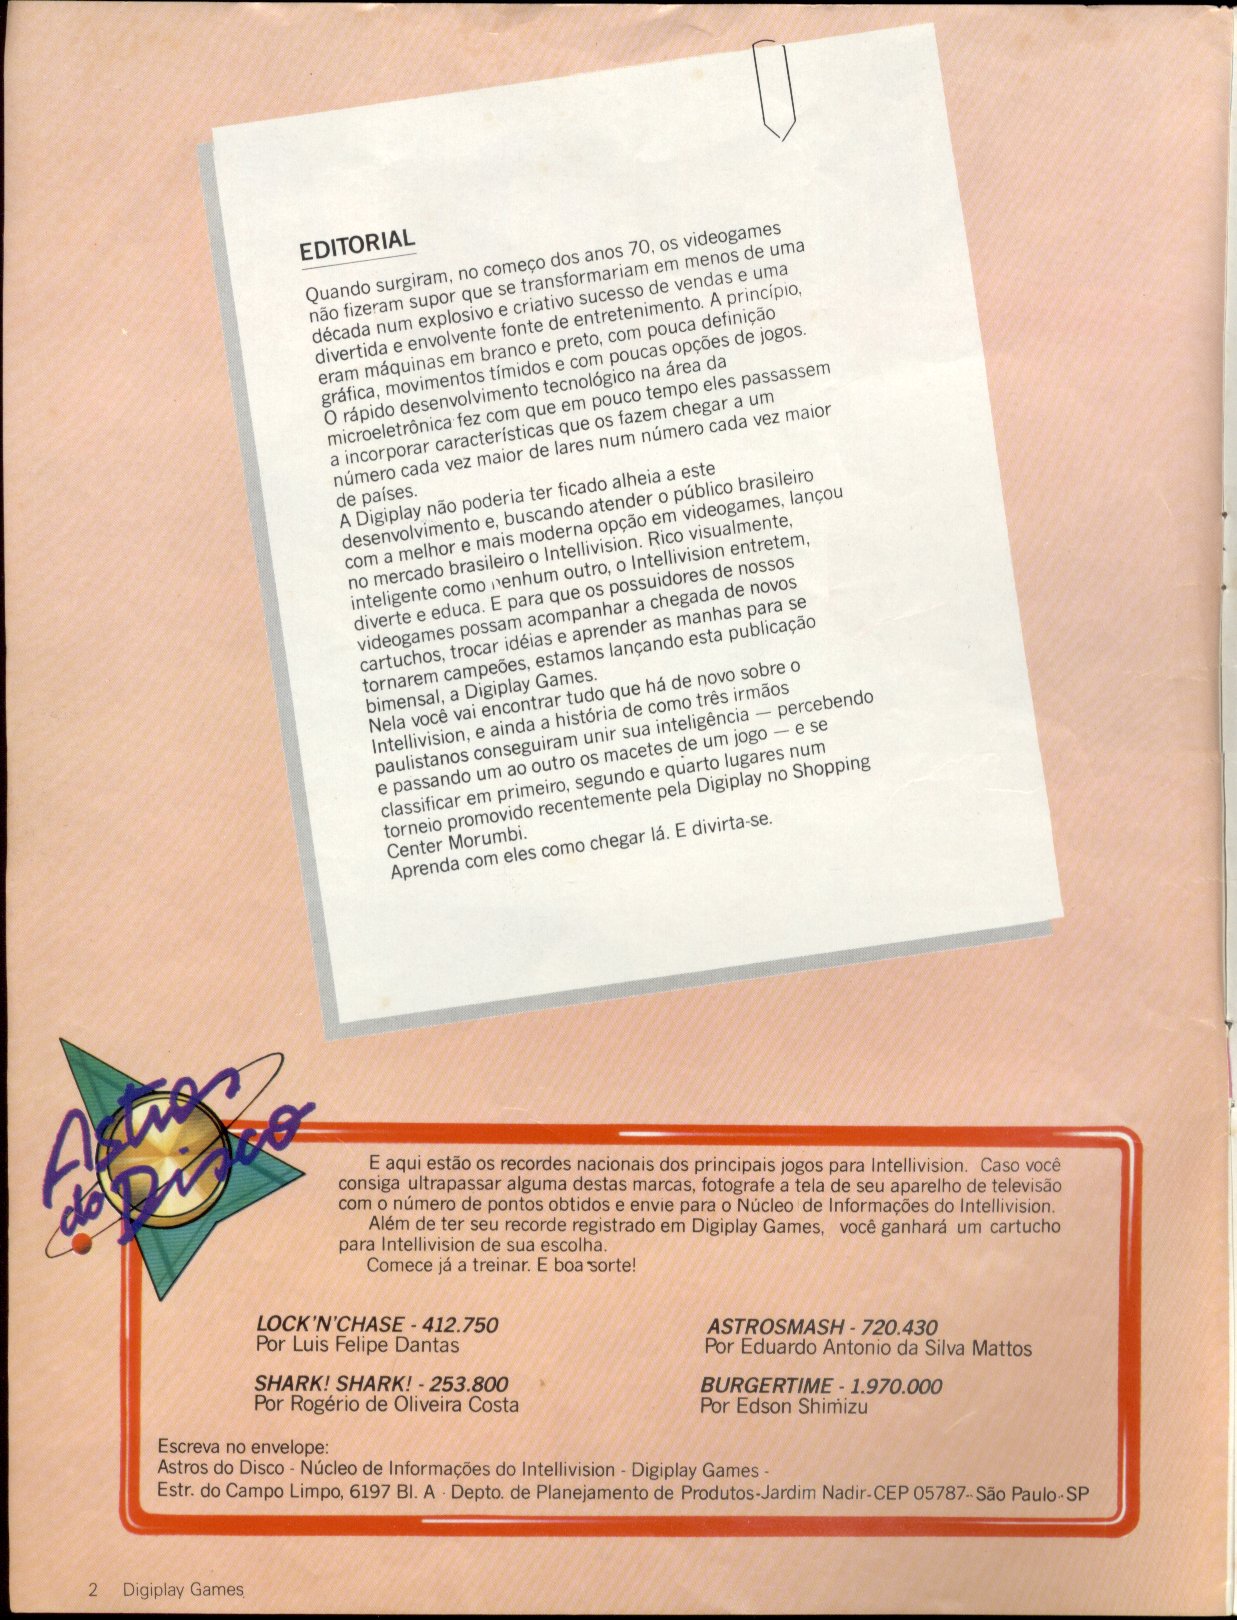 EDITORIAL
Quando surgiram, no começo dos anos 70, os videogames
não fizeram supor que se transformariam em menos de uma
década num explosivo e criativo sucesso de vendas e uma
divertida e envolvente fonte de entretenimento. A princípio,
eram máquinas em branco e preto, com pouca definição
gráfica, movimentos tímidos e com poucas opções de jogos.
O rápido desenvolvimento tecnológico na área da
microeletrônica fez com que em pouco tempo eles passassem
a incorporar características que os fazem chegar a um
número cada vez maior de lares num número cada vez maior
de países.
A Digiplay não poderia ter ficado alheia a este
desenvolvimento e, buscando atender o público brasileiro
com a melhor e mais moderna opção em videogames, lançou
no mercado brasileiro o Intellivision. Rico visualmente,
inteligente como nenhum outro, o Intellivision entretem,
diverte e educa. E para que os possuidores de nossos
videogames possam acompanhar a chegada de novos
cartuchos, trocar idéias e aprender as manhas para se
tornarem campeões, estamos lançando esta publicação
bimensal, a Digiplay Games.
Nela você vai encontrar tudo que há de novo sobre o
Intellivision, e ainda a história de como três irmãos
paulistanos conseguiram unir sua inteligência — percebendo
e passando um ao outro os macetes de um jogo — e se
classificar em primeiro, segundo e quarto lugares num
torneio promovido recentemente pela Digiplay no Shopping
Center Morumbi.
Aprenda com eles como chegar lá. E divirta-se.
Astros
do Disco
E aqui estão os recordes nacionais dos principais jogos para Intellivision. Caso você
consiga ultrapassar alguma destas marcas, fotografe a tela de seu aparelho de televisão
com o número de pontos obtidos e envie para o Núcleo de Informações do Intellivision.
Além de ter seu recorde registrado em Digiplay Games, você ganhará um cartucho
para Intellivision de sua escolha.
Comece já a treinar. E boa sorte!
LOCK'N'CHASE - 412.750
Por Luis Felipe Dantas
SHARK! SHARK! - 253.800
Por Rogério de Oliveira Costa
ASTROSMASH - 720.430
Por Eduardo Antonio da Silva Mattos
BURGERTIME - 1.970.000
Por Edson Shimizu
Escreva no envelope:
Astros do Disco - Núcleo de Informações do Intellivision - Digiplay Games -
Estr. do Campo Limpo, 6197 Bl. A - Depto. de Planejamento de Produtos-Jardim Nadir-CEP 05787-São Paulo-SP
2 Digiplay Games